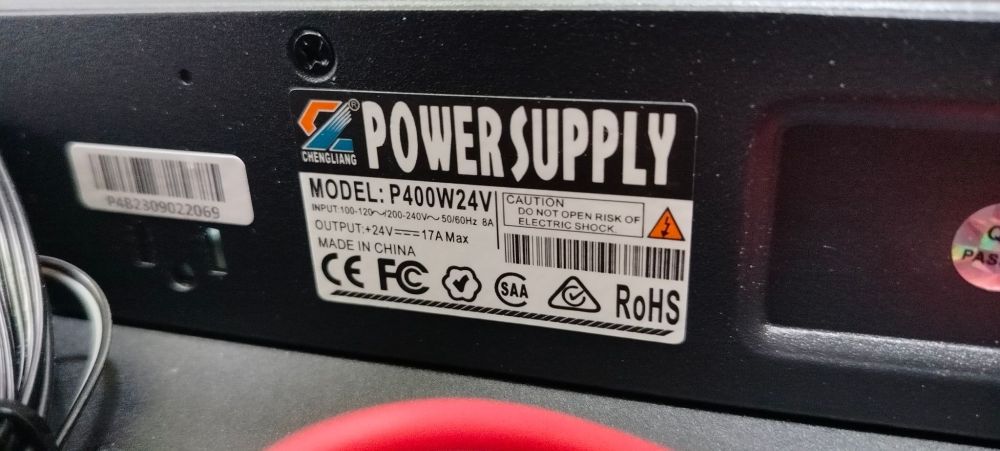 CHENGLIANG
®
POWER SUPPLY
MODEL: P400W24V
INPUT:100-120~/200-240V~ 50/60Hz 8A
OUTPUT:+24V⎓17A Max
MADE IN CHINA
CAUTION
DO NOT OPEN RISK OF
ELECTRIC SHOCK.
CE FC SAA RoHS
P482309022069
PAS